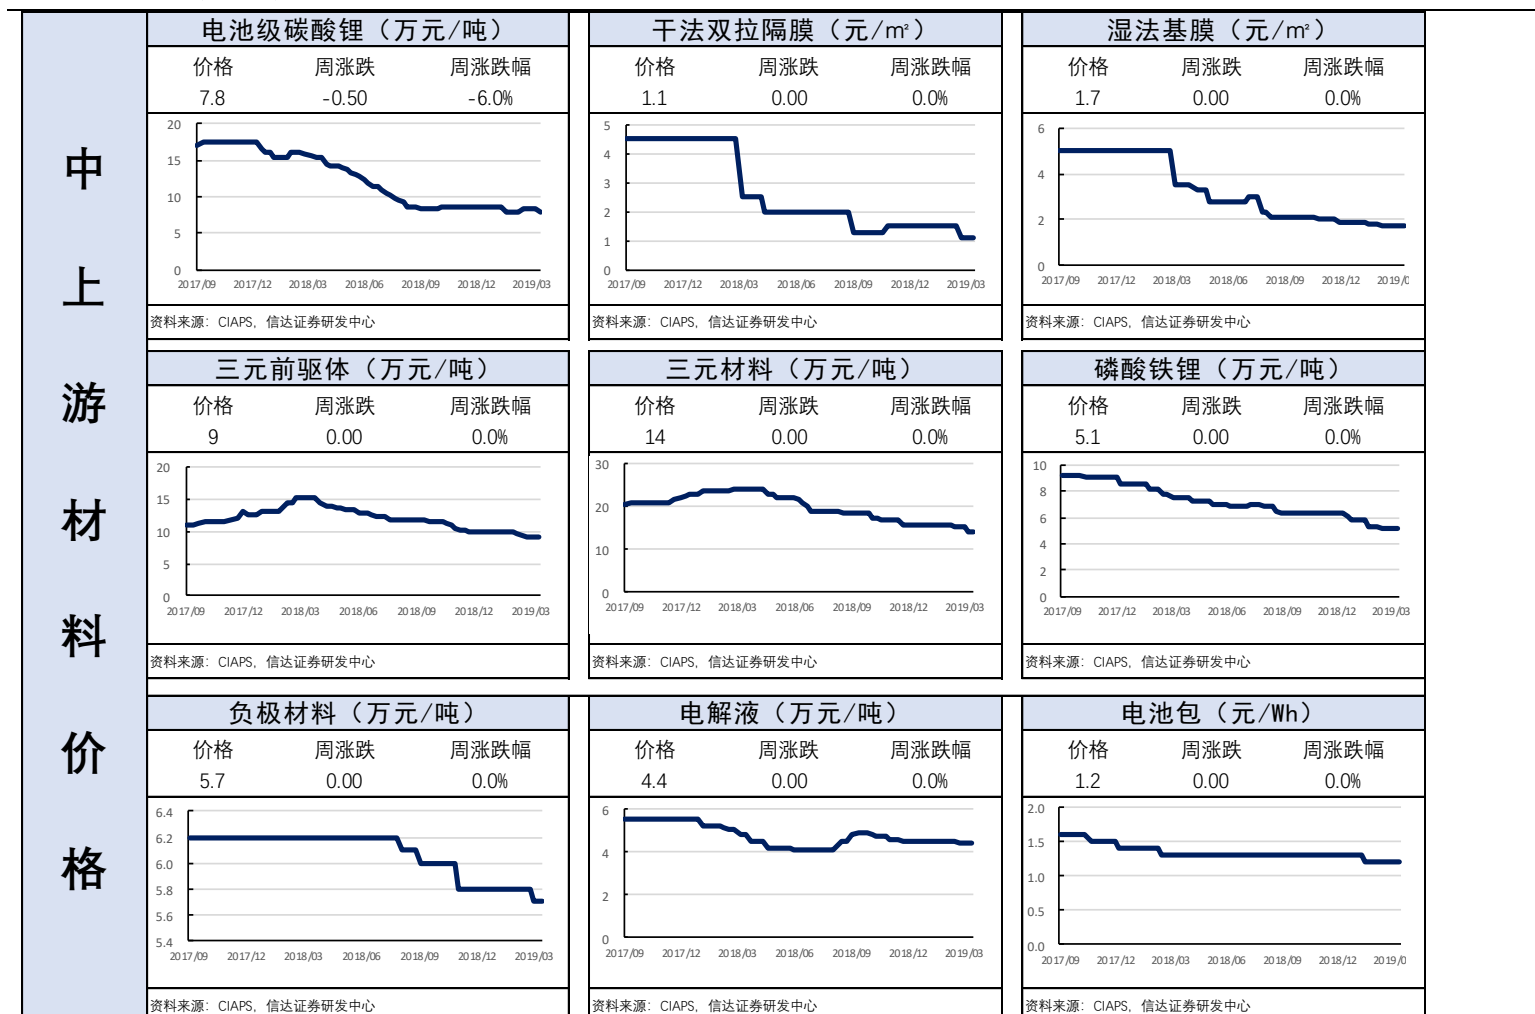 中上游材料价格
电池级碳酸锂（万元/吨）
价格 周涨跌 周涨跌幅
7.8 -0.50 -6.0%
20
15
10
5
0
2017/09 2017/12 2018/03 2018/06 2018/09 2018/12 2019/03
资料来源：CIAPS，信达证券研发中心
干法双拉隔膜（元/㎡）
价格 周涨跌 周涨跌幅
1.1 0.00 0.0%
5
4
3
2
1
0
2017/09 2017/12 2018/03 2018/06 2018/09 2018/12 2019/03
资料来源：CIAPS，信达证券研发中心
湿法基膜（元/㎡）
价格 周涨跌 周涨跌幅
1.7 0.00 0.0%
6
4
2
0
2017/09 2017/12 2018/03 2018/06 2018/09 2018/12 2019/0
资料来源：CIAPS，信达证券研发中心
三元前驱体（万元/吨）
价格 周涨跌 周涨跌幅
9 0.00 0.0%
20
15
10
5
0
2017/09 2017/12 2018/03 2018/06 2018/09 2018/12 2019/03
资料来源：CIAPS，信达证券研发中心
三元材料（万元/吨）
价格 周涨跌 周涨跌幅
14 0.00 0.0%
30
20
10
0
2017/09 2017/12 2018/03 2018/06 2018/09 2018/12 2019/03
资料来源：CIAPS，信达证券研发中心
磷酸铁锂（万元/吨）
价格 周涨跌 周涨跌幅
5.1 0.00 0.0%
10
8
6
4
2
0
2017/09 2017/12 2018/03 2018/06 2018/09 2018/12 2019/03
资料来源：CIAPS，信达证券研发中心
负极材料（万元/吨）
价格 周涨跌 周涨跌幅
5.7 0.00 0.0%
6.4
6.2
6.0
5.8
5.6
5.4
2017/09 2017/12 2018/03 2018/06 2018/09 2018/12 2019/03
资料来源：CIAPS，信达证券研发中心
电解液（万元/吨）
价格 周涨跌 周涨跌幅
4.4 0.00 0.0%
6
4
2
0
2017/09 2017/12 2018/03 2018/06 2018/09 2018/12 2019/03
资料来源：CIAPS，信达证券研发中心
电池包（元/Wh）
价格 周涨跌 周涨跌幅
1.2 0.00 0.0%
2.0
1.5
1.0
0.5
0.0
2017/09 2017/12 2018/03 2018/06 2018/09 2018/12 2019/0
资料来源：CIAPS，信达证券研发中心